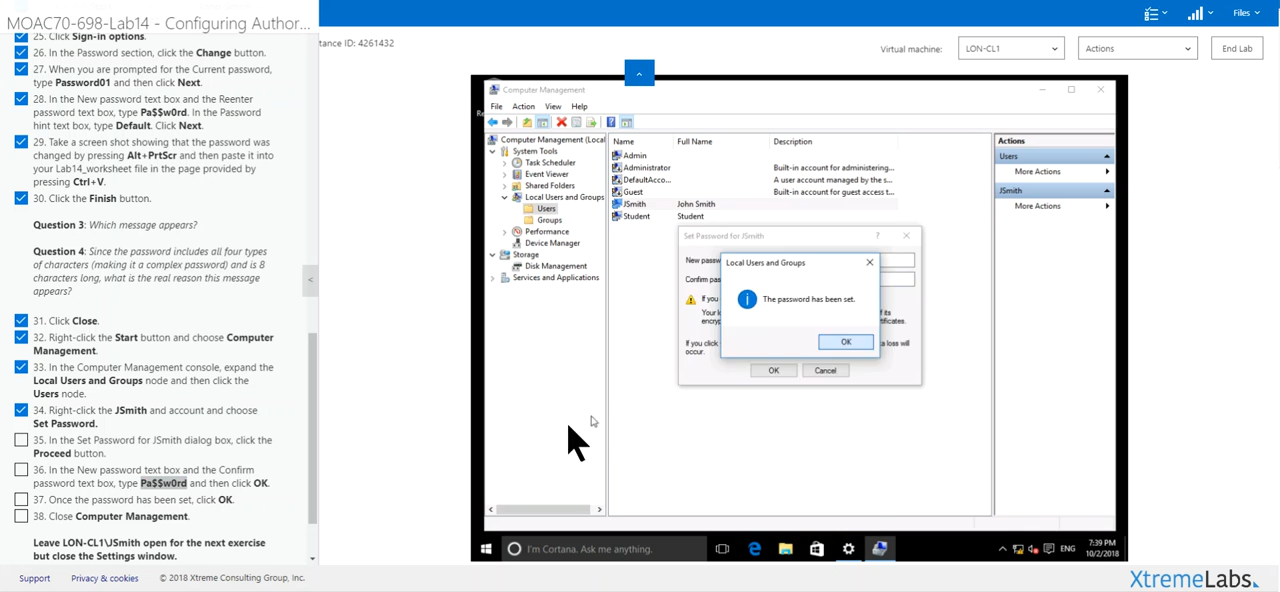 MOAC70-698-Lab14 - Configuring Author...
Files
25. Click Sign-in options.
26. In the Password section, click the Change button.
27. When you are prompted for the Current password,
type Password01 and then click Next.
28. In the New password text box and the Reenter
password text box, type Pa$$w0rd. In the Password
hint text box, type Default. Click Next.
29. Take a screen shot showing that the password was
changed by pressing Alt+PrtScr and then paste it into
your Lab14_worksheet file in the page provided by
pressing Ctrl+V.
30. Click the Finish button.
Question 3: Which message appears?
Question 4: Since the password includes all four types
of characters (making it a complex password) and is 8
characters long, what is the real reason this message
appears?
31. Click Close.
32. Right-click the Start button and choose Computer
Management.
33. In the Computer Management console, expand the
Local Users and Groups node and then click the
Users node.
34. Right-click the JSmith and account and choose
Set Password.
35. In the Set Password for JSmith dialog box, click the
Proceed button.
36. In the New password text box and the Confirm
password text box, type Pa$$w0rd and then click OK.
37. Once the password has been set, click OK.
38. Close Computer Management.
Leave LON-CL1\JSmith open for the next exercise
but close the Settings window.
<
tance ID: 4261432
Virtual machine:
LON-CL1
Actions
End Lab
Re
Computer Management
File Action View Help
Computer Management (Local
System Tools
Task Scheduler
Event Viewer
Shared Folders
Local Users and Groups
Users
Groups
Performance
Device Manager
Storage
Disk Management
Services and Applications
Name Full Name Description
Admin
Administrator Built-in account for administering...
DefaultAcco... A user account managed by the s...
Guest Built-in account for guest access t...
JSmith John Smith
Student Student
Actions
Users
More Actions
JSmith
More Actions
Set Password for JSmith ?
New passw
Confirm pas
If you
Your lo
encryp
f its
rtificates.
If you click
a loss will
occur.
OK Cancel
Local Users and Groups
The password has been set.
OK
I'm Cortana. Ask me anything.
ENG
7:39 PM
10/2/2018
Support Privacy & cookies © 2018 Xtreme Consulting Group, Inc.
XtremeLabs.